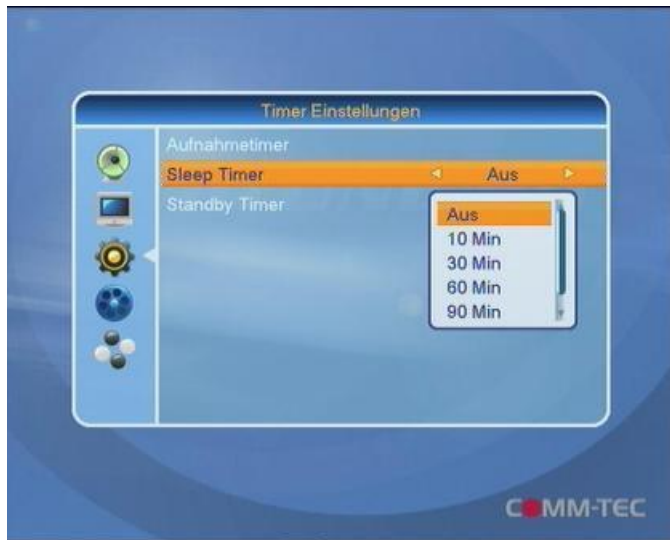 Timer Einstellungen
Aufnahmetimer
Sleep Timer Aus
Standby Timer
Aus
10 Min
30 Min
60 Min
90 Min
COMM-TEC